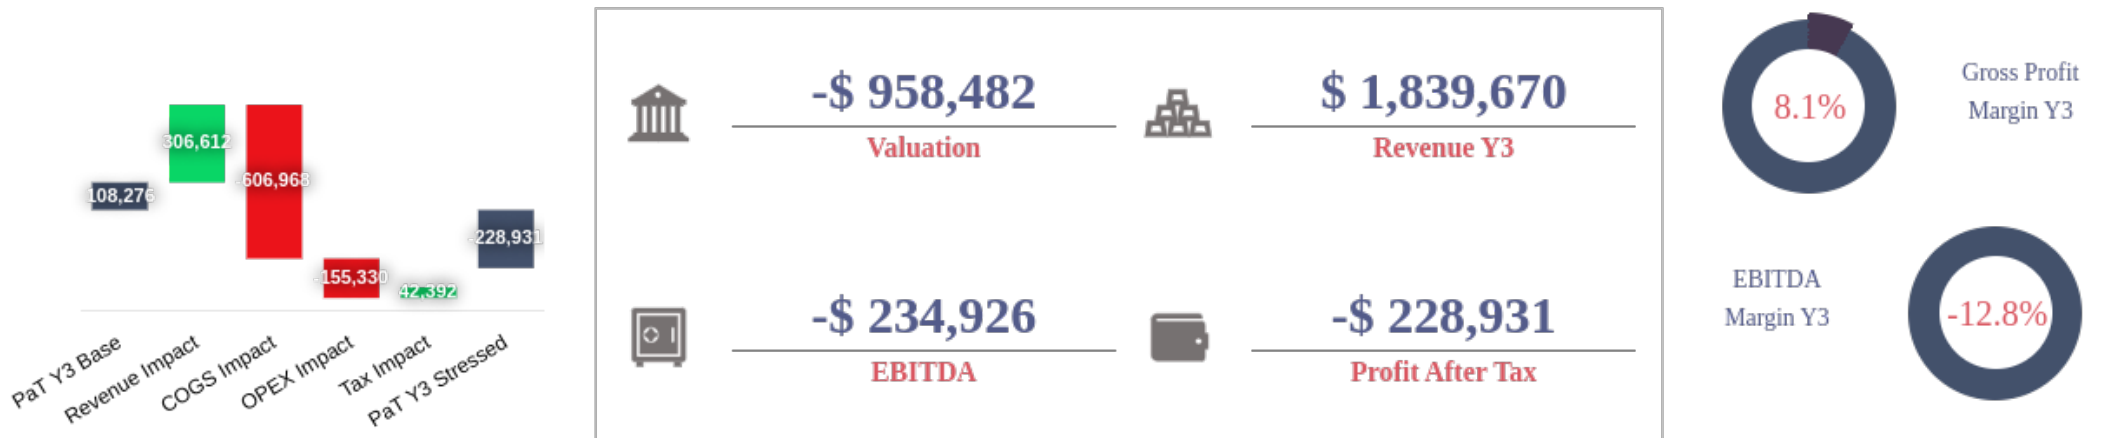 108,276
306,612
-606,968
-155,330
42,392
-228,931
PaT Y3 Base
Revenue Impact
COGS Impact
OPEX Impact
Tax Impact
PaT Y3 Stressed
-$ 958,482
Valuation
$ 1,839,670
Revenue Y3
-$ 234,926
EBITDA
-$ 228,931
Profit After Tax
8.1%
Gross Profit
Margin Y3
EBITDA
Margin Y3
-12.8%